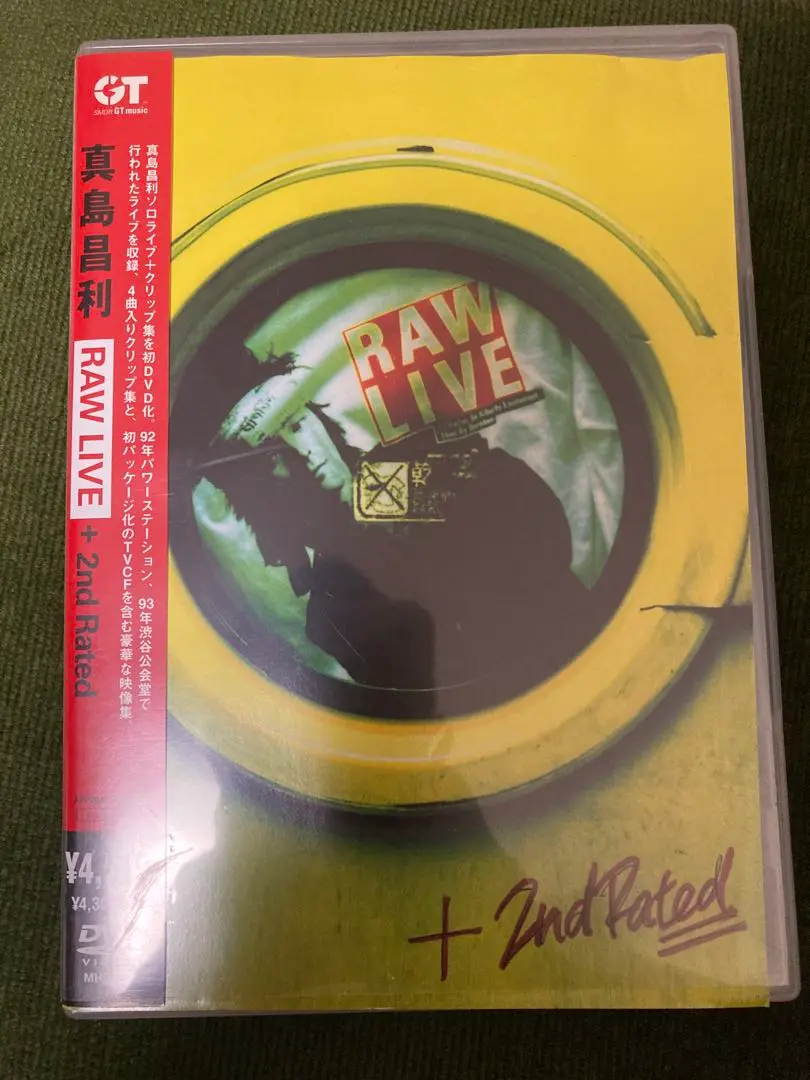 GT
SMDR GT music
真島昌利
RAW LIVE
+ 2nd Rated
真島昌利ソロライブ+クリップ集を初DVD化。92年パワーステーション、93年渋谷公会堂で
行われたライブを収録、4曲入りクリップ集と、初パッケージ化のTVCFを含む豪華な映像集。
¥4,
¥4,30
RAW
LIVE
乾
+ 2nd Rated